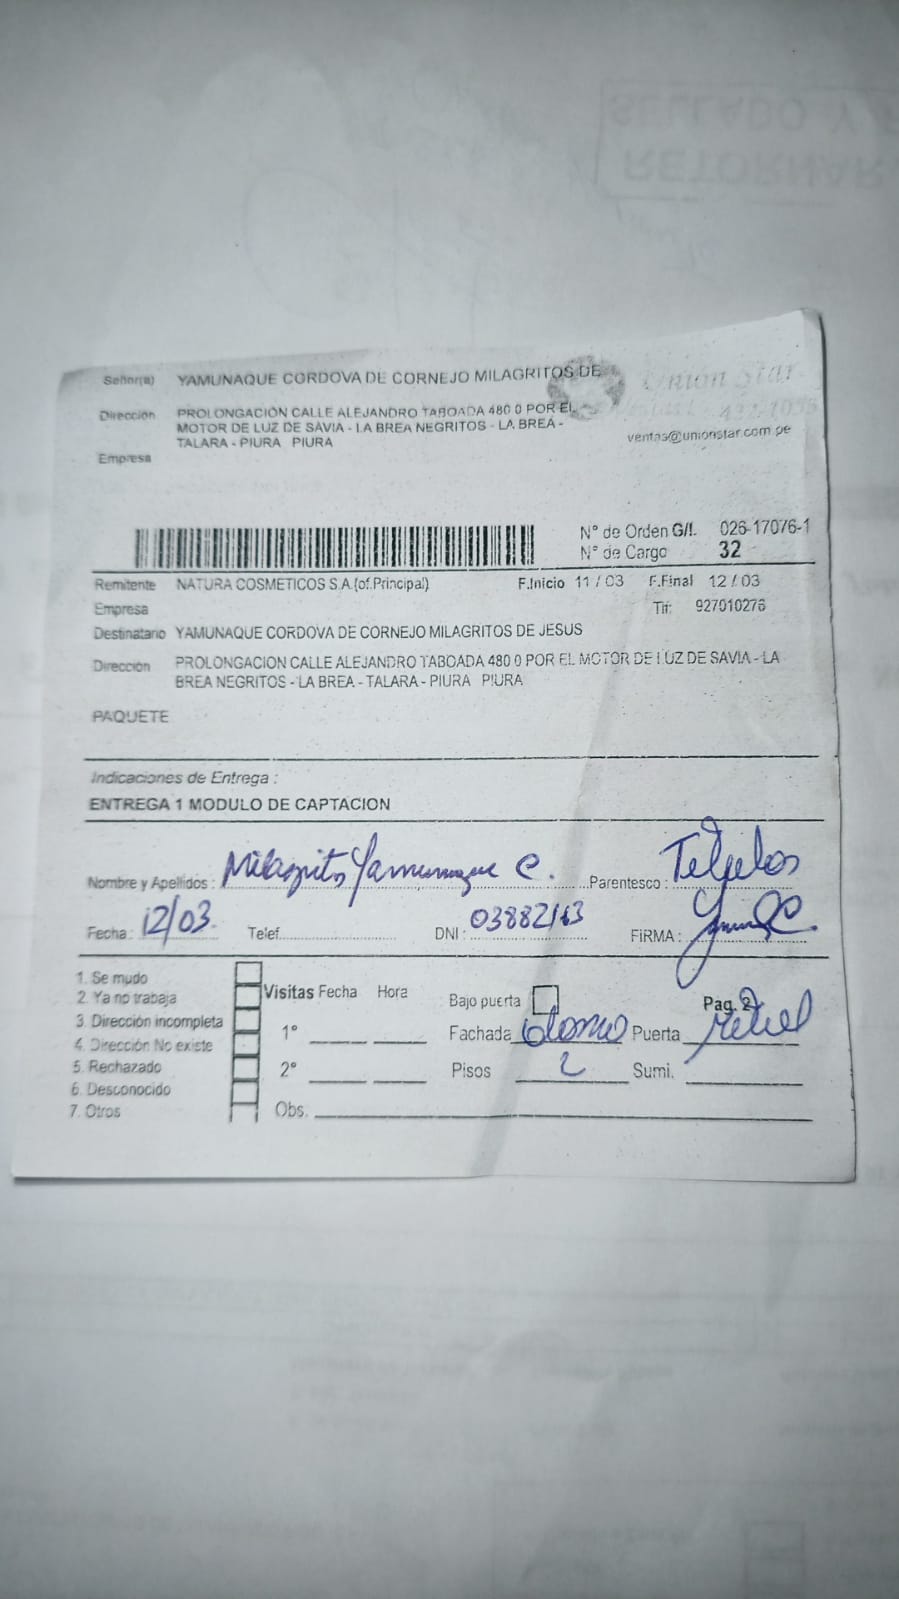 SELLADO Y
RETORNAR
Señor(a) YAMUNAQUE CORDOVA DE CORNEJO MILAGRITOS DE
Union Star
Dirección PROLONGACION CALLE ALEJANDRO TABOADA 480 0 POR EL
MOTOR DE LUZ DE SAVIA - LA BREA NEGRITOS - LA BREA -
TALARA - PIURA PIURA
ventas@unionstar.com.pe
Empresa
N° de Orden G/I. 026-17076-1
N° de Cargo 32
Remitente NATURA COSMETICOS S.A.(of.Principal) F.Inicio 11 / 03 F.Final 12 / 03
Empresa Tlf: 927010276
Destinatario YAMUNAQUE CORDOVA DE CORNEJO MILAGRITOS DE JESUS
Dirección PROLONGACION CALLE ALEJANDRO TABOADA 480 0 POR EL MOTOR DE LUZ DE SAVIA - LA
BREA NEGRITOS - LA BREA - TALARA - PIURA PIURA
PAQUETE
Indicaciones de Entrega :
ENTREGA 1 MODULO DE CAPTACION
Nombre y Apellidos : Milagritos Yamunaque C. Parentesco :
Fecha : 12/03 Telef. DNI : FIRMA :
1. Se mudo
2. Ya no trabaja
3. Dirección incompleta
4. Dirección No existe
5. Rechazado
6. Desconocido
7. Otros
Visitas Fecha Hora Bajo puerta Pag. 2
1° Fachada Puerta
2° Pisos 2 Sumi.
Obs.